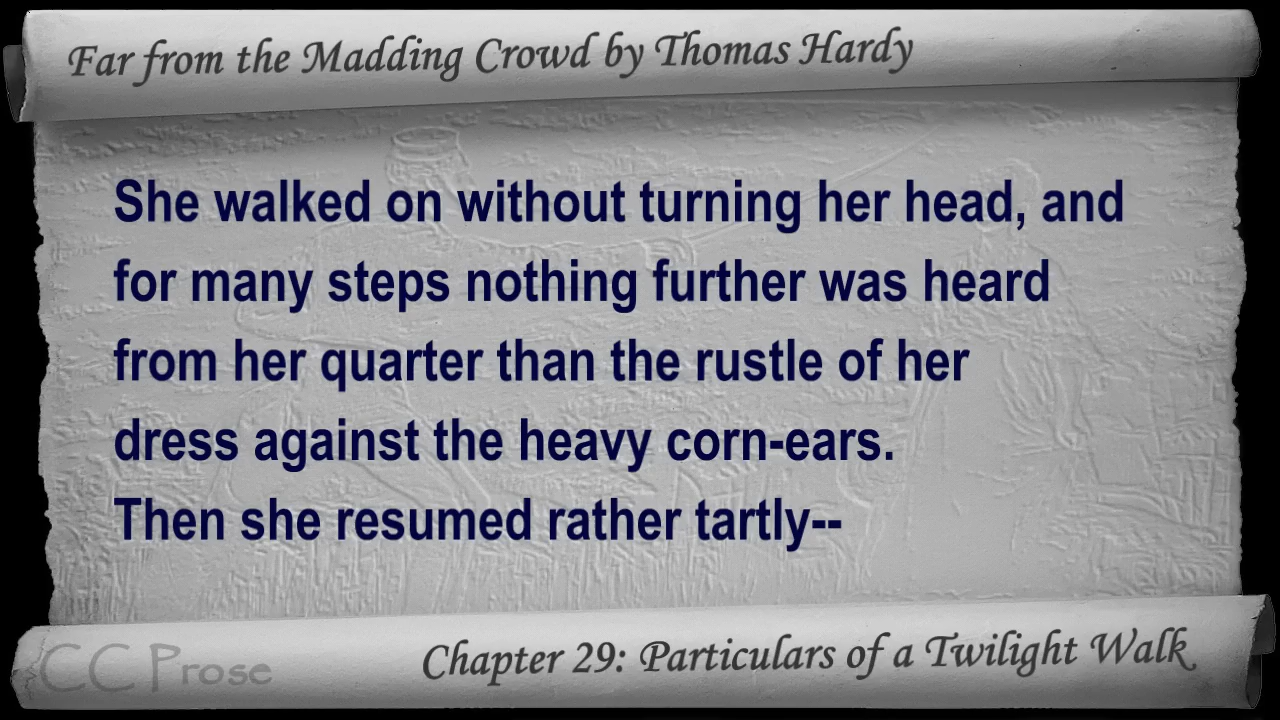 Far from the Madding Crowd by Thomas Hardy
She walked on without turning her head, and
for many steps nothing further was heard
from her quarter than the rustle of her
dress against the heavy corn-ears.
Then she resumed rather tartly--
CC Prose
Chapter 29: Particulars of a Twilight Walk